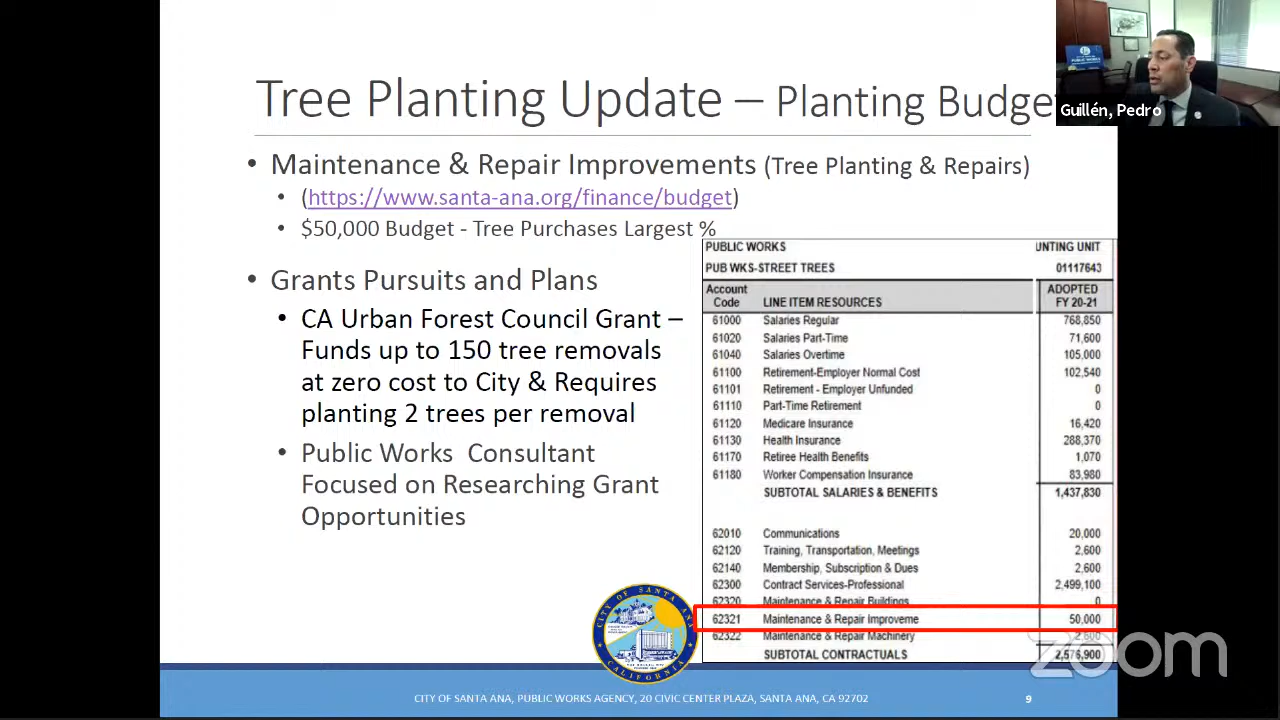 Tree Planting Update – Planting Budge
Guillén, Pedro
• Maintenance & Repair Improvements (Tree Planting & Repairs)
• (https://www.santa-ana.org/finance/budget)
• $50,000 Budget - Tree Purchases Largest %
• Grants Pursuits and Plans
• CA Urban Forest Council Grant –
Funds up to 150 tree removals
at zero cost to City & Requires
planting 2 trees per removal
• Public Works Consultant
Focused on Researching Grant
Opportunities
PUBLIC WORKS UNTING UNIT
PUB WKS-STREET TREES 01117643
Account ADOPTED
Code LINE ITEM RESOURCES FY 20-21
61000 Salaries Regular 768,850
61020 Salaries Part-Time 71,600
61040 Salaries Overtime 105,000
61100 Retirement-Employer Normal Cost 102,540
61101 Retirement - Employer Unfunded 0
61110 Part-Time Retirement 0
61120 Medicare Insurance 16,420
61130 Health Insurance 288,370
61170 Retiree Health Benefits 1,070
61180 Worker Compensation Insurance 83,980
SUBTOTAL SALARIES & BENEFITS 1,437,830
62010 Communications 20,000
62120 Training, Transportation, Meetings 2,600
62140 Membership, Subscription & Dues 2,600
62300 Contract Services-Professional 2,499,100
62320 Maintenance & Repair Buildings 0
62321 Maintenance & Repair Improveme 50,000
62322 Maintenance & Repair Machinery 2,600
SUBTOTAL CONTRACTUALS 2,576,900
CITY OF SANTA ANA
CALIFORNIA
zoom
CITY OF SANTA ANA, PUBLIC WORKS AGENCY, 20 CIVIC CENTER PLAZA, SANTA ANA, CA 92702
9